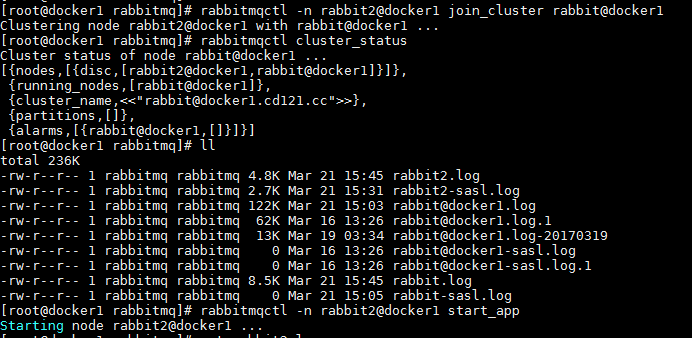 [root@docker1 rabbitmq]# rabbitmqctl -n rabbit2@docker1 join_cluster rabbit@docker1
Clustering node rabbit2@docker1 with rabbit@docker1 ...
[root@docker1 rabbitmq]# rabbitmqctl cluster_status
Cluster status of node rabbit@docker1 ...
[{nodes,[{disc,[rabbit2@docker1,rabbit@docker1]}]},
 {running_nodes,[rabbit@docker1]},
 {cluster_name,<<"rabbit@docker1.cd121.cc">>},
 {partitions,[]},
 {alarms,[{rabbit@docker1,[]}]}]
[root@docker1 rabbitmq]# ll
total 236K
-rw-r--r-- 1 rabbitmq rabbitmq 4.8K Mar 21 15:45 rabbit2.log
-rw-r--r-- 1 rabbitmq rabbitmq 2.7K Mar 21 15:31 rabbit2-sasl.log
-rw-r--r-- 1 rabbitmq rabbitmq 122K Mar 21 15:03 rabbit@docker1.log
-rw-r--r-- 1 rabbitmq rabbitmq  62K Mar 16 13:26 rabbit@docker1.log.1
-rw-r--r-- 1 rabbitmq rabbitmq  13K Mar 19 03:34 rabbit@docker1.log-20170319
-rw-r--r-- 1 rabbitmq rabbitmq    0 Mar 16 13:26 rabbit@docker1-sasl.log
-rw-r--r-- 1 rabbitmq rabbitmq    0 Mar 16 13:26 rabbit@docker1-sasl.log.1
-rw-r--r-- 1 rabbitmq rabbitmq 8.5K Mar 21 15:45 rabbit.log
-rw-r--r-- 1 rabbitmq rabbitmq    0 Mar 21 15:05 rabbit-sasl.log
[root@docker1 rabbitmq]# rabbitmqctl -n rabbit2@docker1 start_app
Starting node rabbit2@docker1 ...